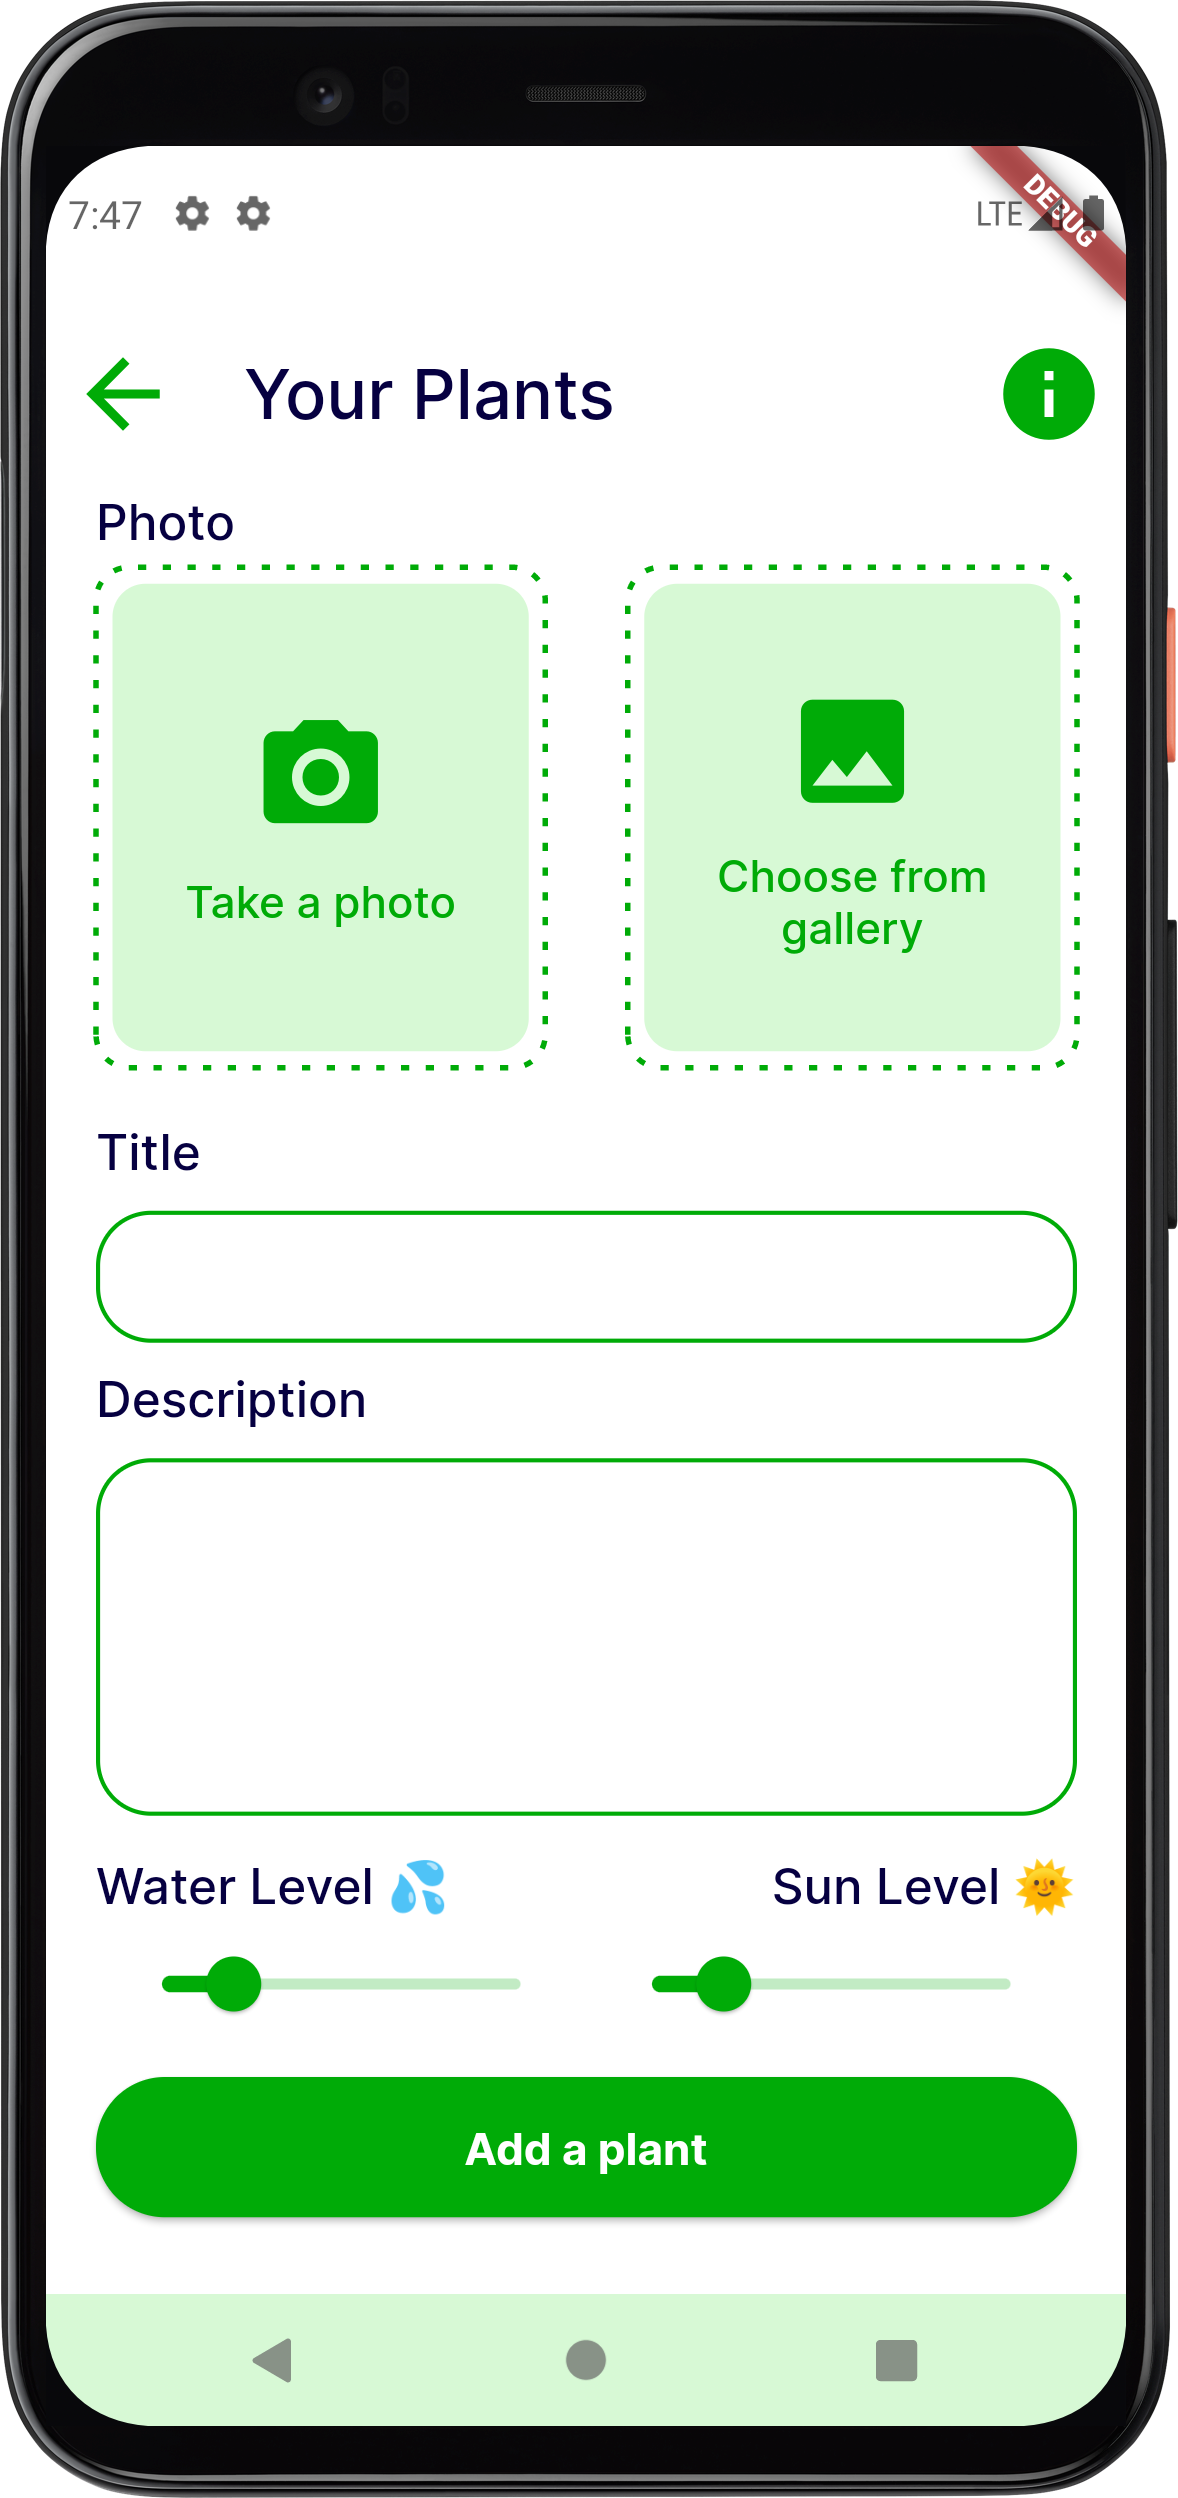 7:47
LTE
DEBUG
Your Plants
Photo
Take a photo
Choose from
gallery
Title
Description
Water Level 💦
Sun Level 🌞
Add a plant